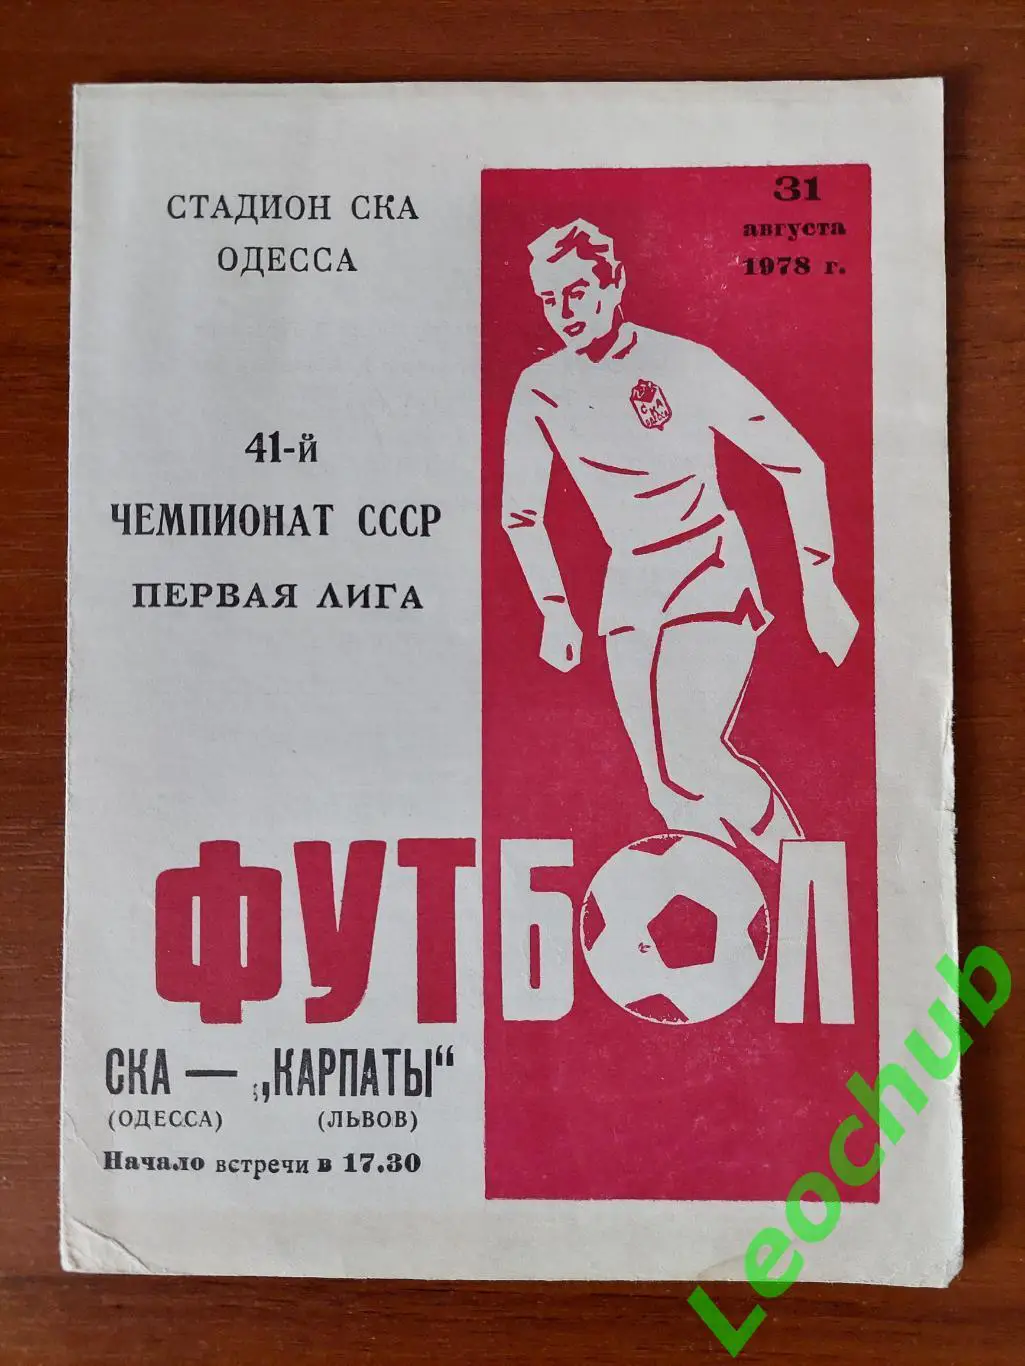 СТАДИОН СКА
ОДЕССА
31
августа
1978 г.
СКА
41-й
ЧЕМПИОНАТ СССР
ПЕРВАЯ ЛИГА
ФУТБОЛ
СКА — „КАРПАТЫ“
(ОДЕССА) (ЛЬВОВ)
Начало встречи в 17.30
Leochub